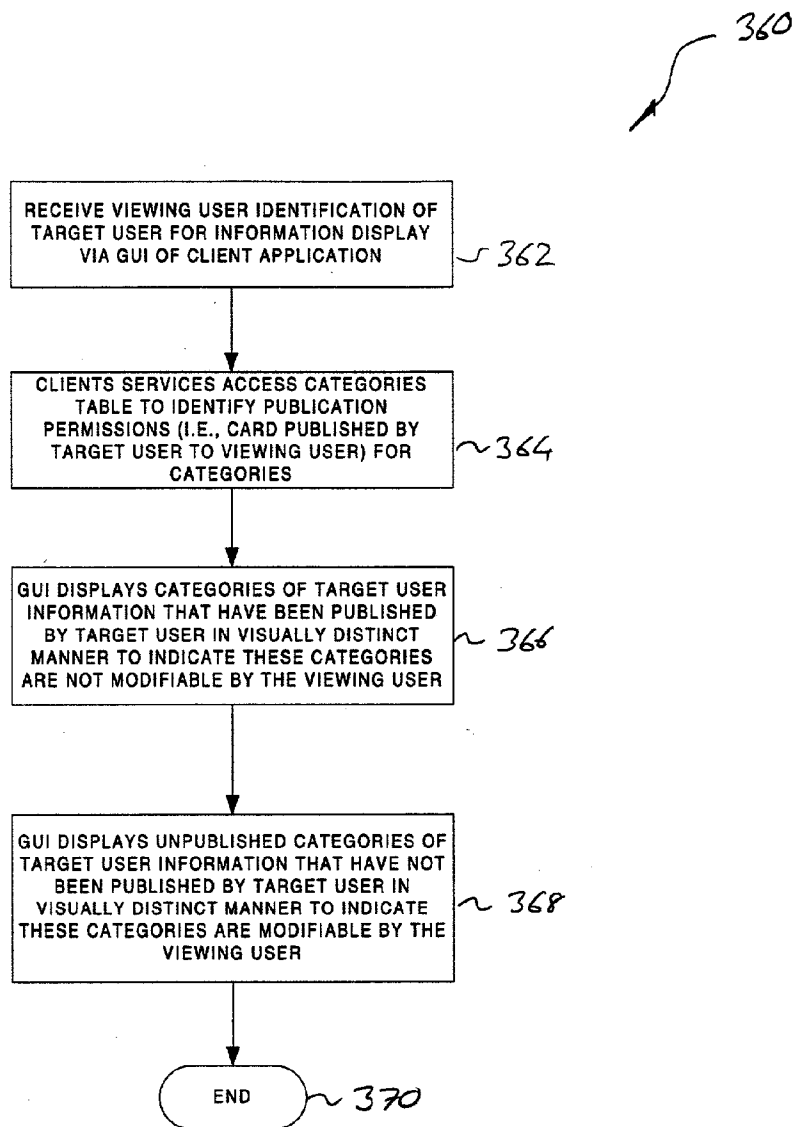 360
RECEIVE VIEWING USER IDENTIFICATION OF
TARGET USER FOR INFORMATION DISPLAY
VIA GUI OF CLIENT APPLICATION
362
CLIENTS SERVICES ACCESS CATEGORIES
TABLE TO IDENTIFY PUBLICATION
PERMISSIONS (I.E., CARD PUBLISHED BY
TARGET USER TO VIEWING USER) FOR
CATEGORIES
364
GUI DISPLAYS CATEGORIES OF TARGET USER
INFORMATION THAT HAVE BEEN PUBLISHED
BY TARGET USER IN VISUALLY DISTINCT
MANNER TO INDICATE THESE CATEGORIES
ARE NOT MODIFIABLE BY THE VIEWING USER
366
GUI DISPLAYS UNPUBLISHED CATEGORIES OF
TARGET USER INFORMATION THAT HAVE NOT
BEEN PUBLISHED BY TARGET USER IN
VISUALLY DISTINCT MANNER TO INDICATE
THESE CATEGORIES ARE MODIFIABLE BY THE
VIEWING USER
368
END
370